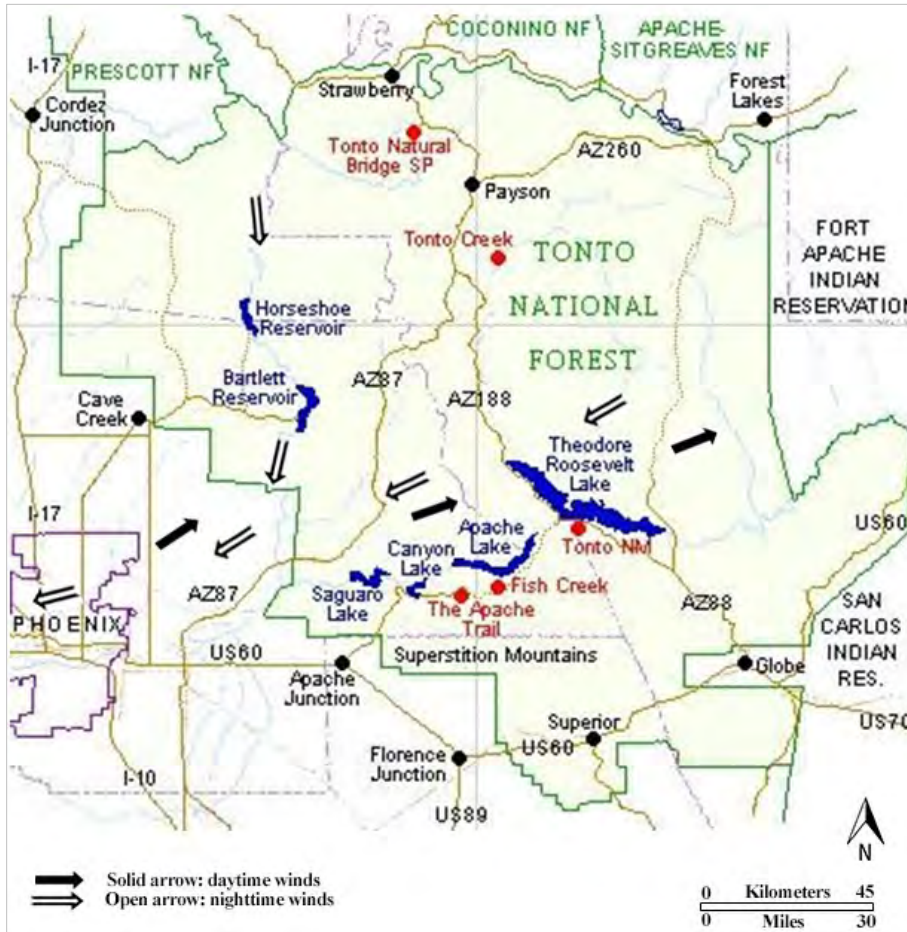 COCONINO NF
APACHE-
SITGREAVES NF
I-17
PRESCOTT NF
Strawberry
Forest
Lakes
Cordez
Junction
Tonto Natural
Bridge SP
AZ260
Payson
Tonto Creek
TONTO
NATIONAL
FOREST
FORT
APACHE
INDIAN
RESERVATION
Horseshoe
Reservoir
Bartlett
Reservoir
AZ87
AZ188
Cave
Creek
Theodore
Roosevelt
Lake
I-17
US60
Apache
Lake
Canyon
Lake
Tonto NM
Saguaro
Lake
Fish Creek
The Apache
Trail
AZ87
AZ88
PHOENIX
SAN
CARLOS
INDIAN
RES.
US60
Superstition Mountains
Apache
Junction
Globe
Superior
US70
Florence
Junction
US60
I-10
US89
N
Solid arrow: daytime winds
Open arrow: nighttime winds
0 Kilometers 45
0 Miles 30